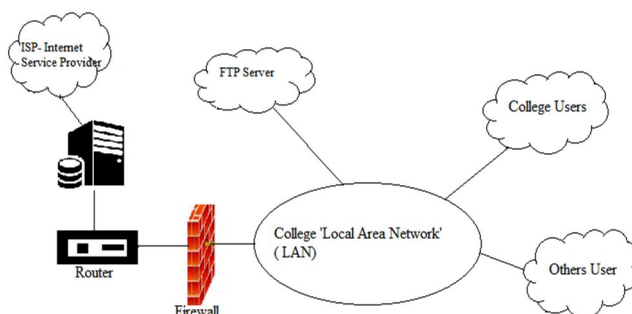 ISP- Internet
Service Provider
FTP Server
College Users
College 'Local Area Network'
( LAN)
Others User
Router
Firewall